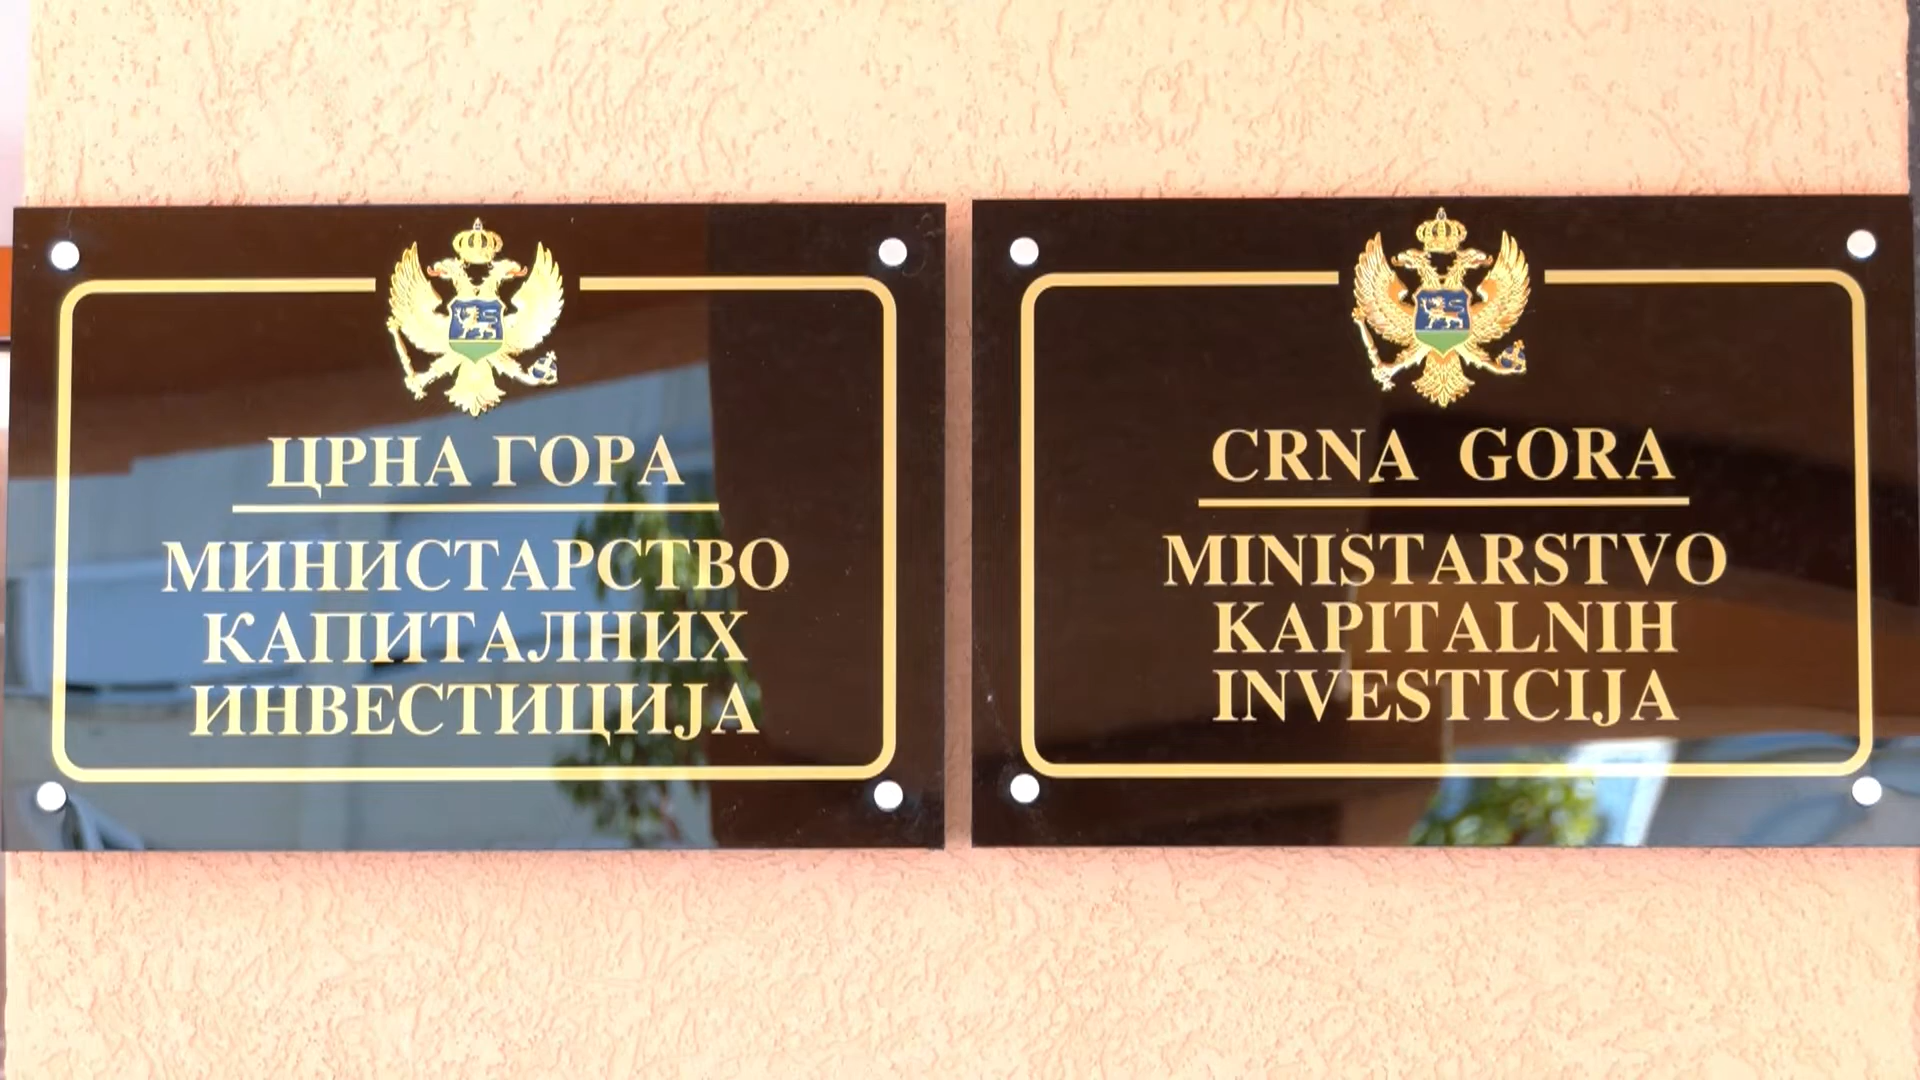 ЦРНА ГОРА
МИНИСТАРСТВО
КАПИТАЛНИХ
ИНВЕСТИЦИЈА
CRNA GORA
MINISTARSTVO
KAPITALNIH
INVESTICIJA